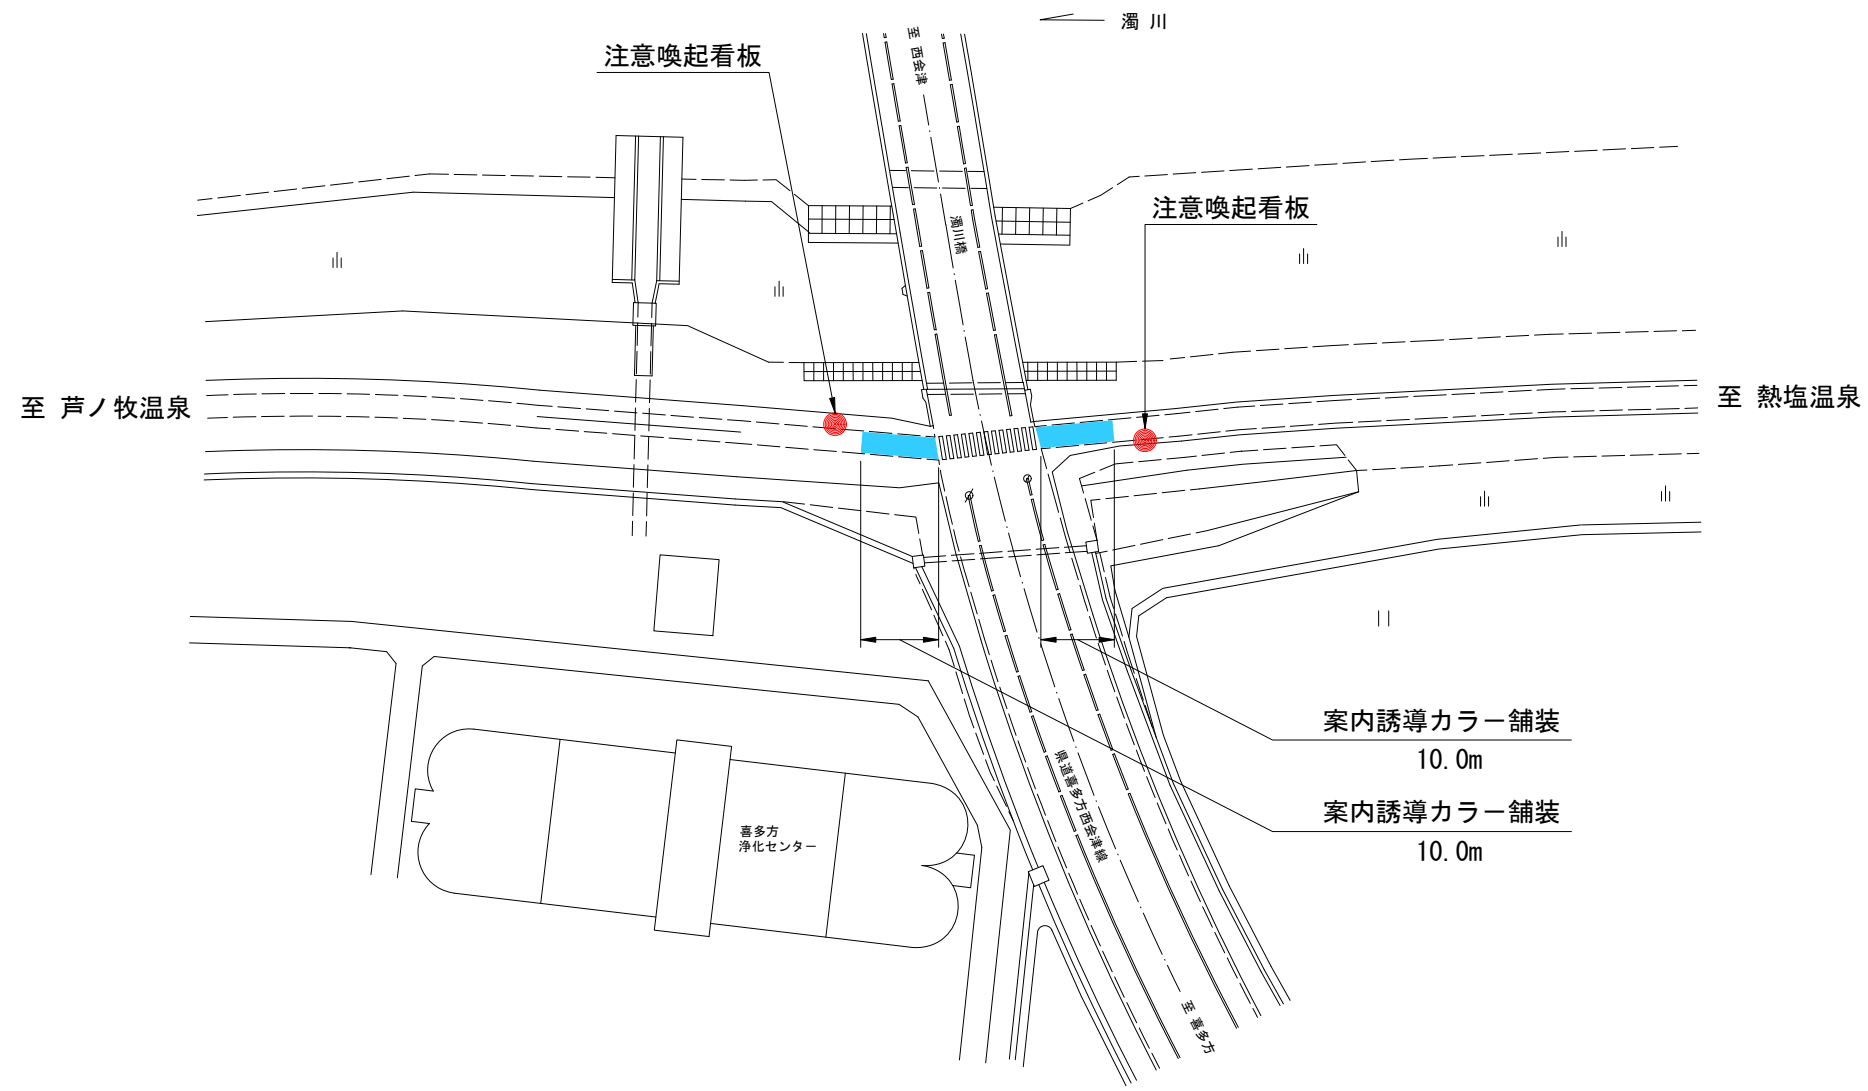 濁 川
至 西会津
注意喚起看板
注意喚起看板
濁川橋
至 芦ノ牧温泉
至 熱塩温泉
案内誘導カラー舗装
10.0m
県道喜多方西会津線
案内誘導カラー舗装
10.0m
喜多方
浄化センター
至 喜多方